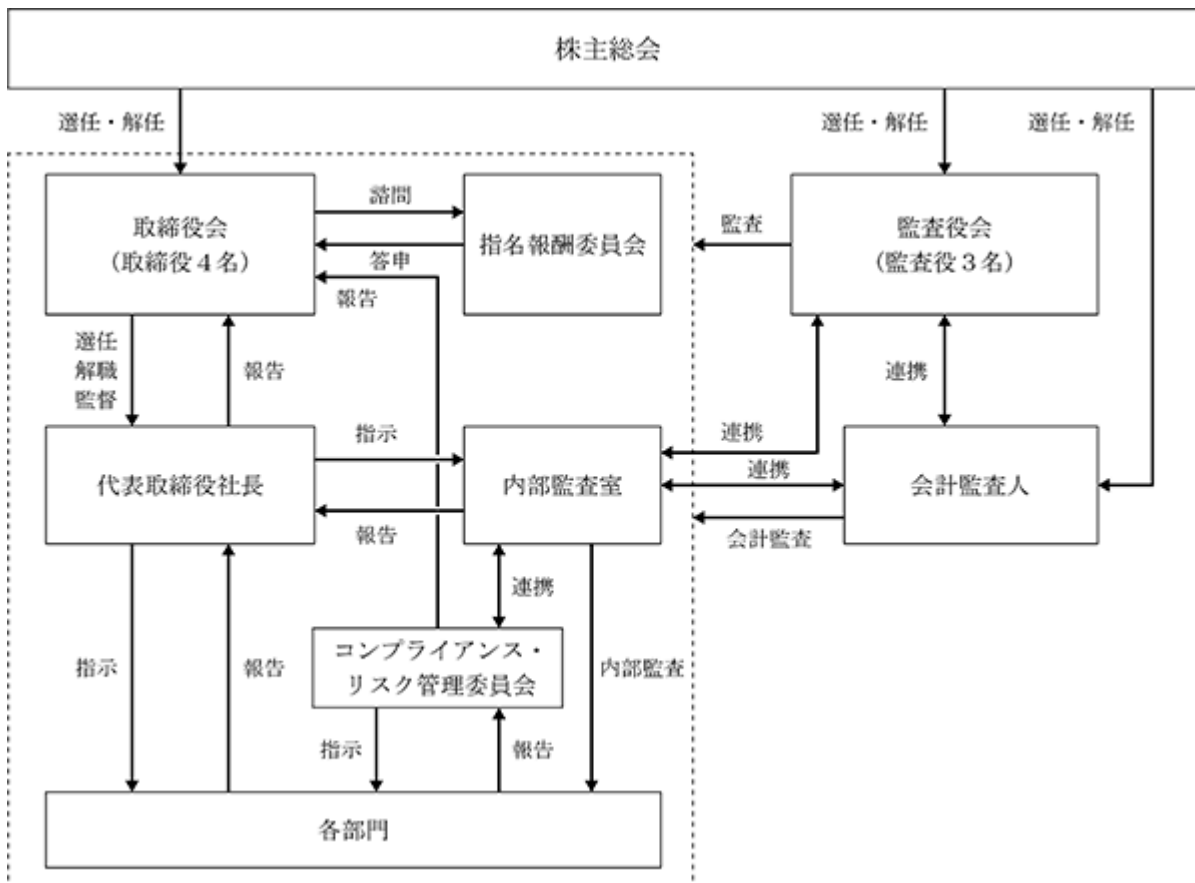 株主総会
選任・解任
選任・解任
選任・解任
取締役会
（取締役４名）
諮問
答申
報告
指名報酬委員会
監査
監査役会
（監査役３名）
選任
解職
監督
報告
連携
連携
代表取締役社長
指示
報告
内部監査室
連携
会計監査
会計監査人
指示
報告
連携
コンプライアンス・
リスク管理委員会
内部監査
指示
報告
各部門